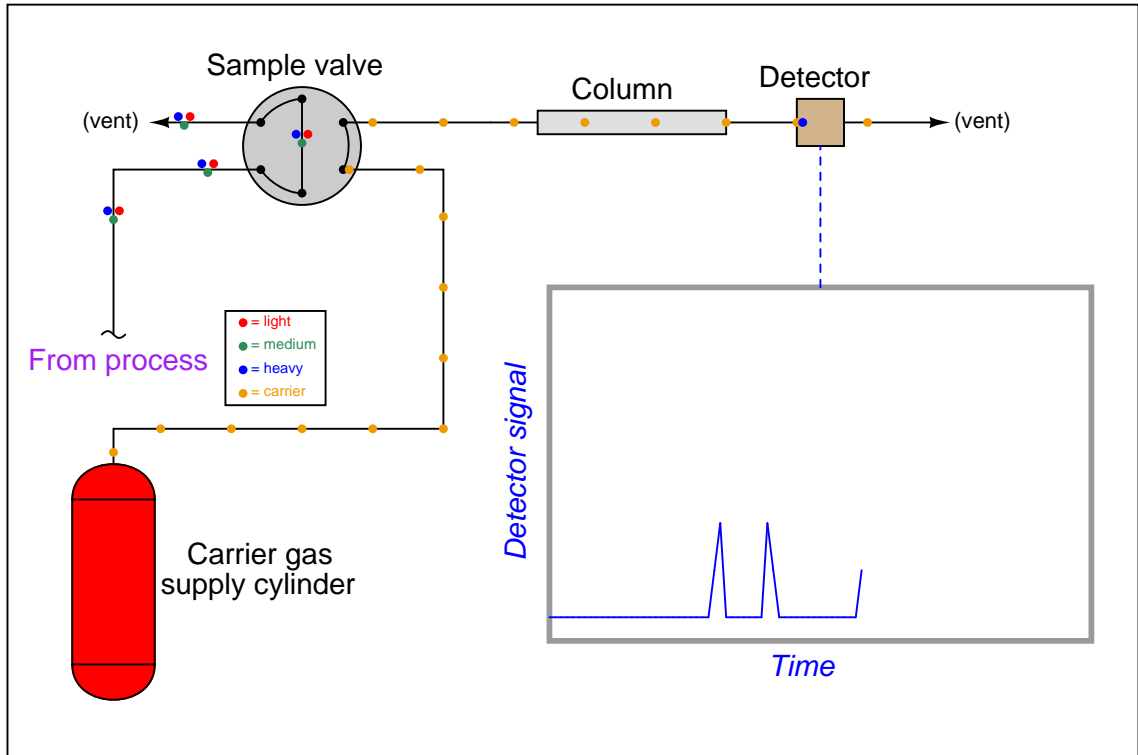 Sample valve
Column
Detector
(vent)
(vent)
From process
= light
= medium
= heavy
= carrier
Detector signal
Carrier gas
supply cylinder
Time